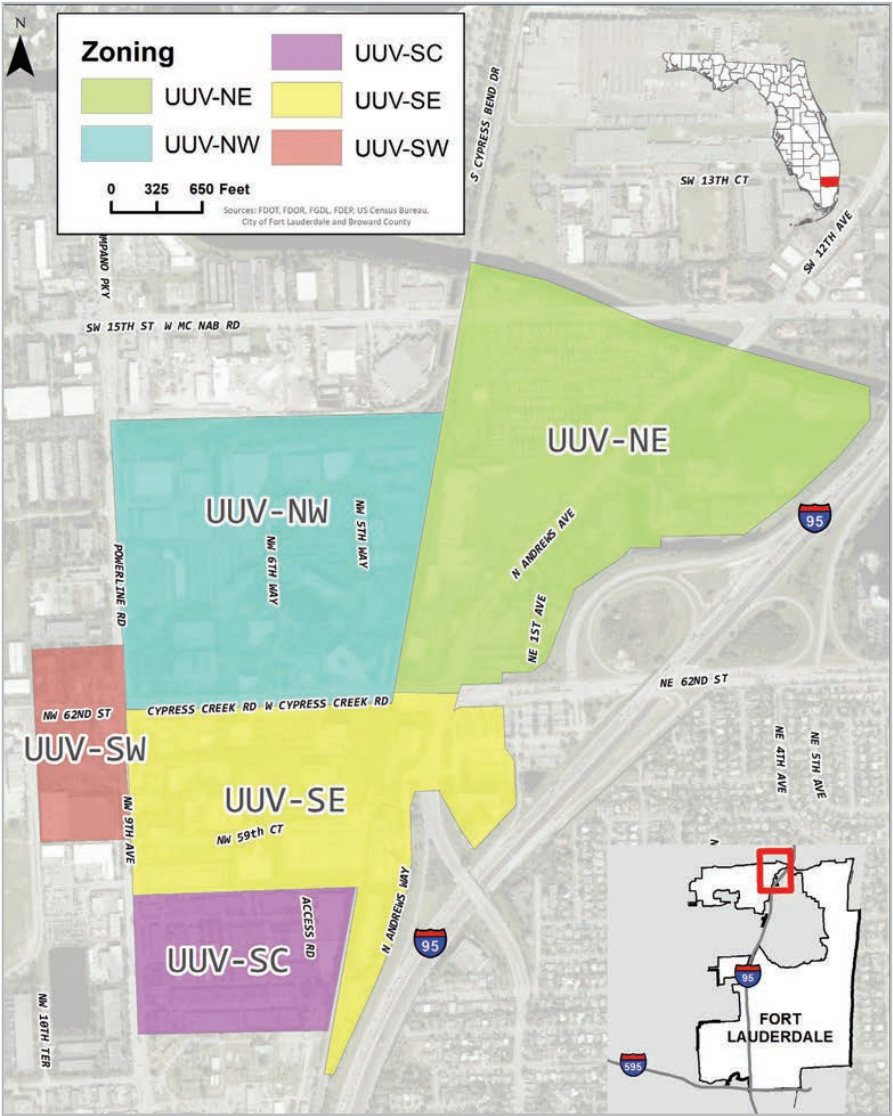 N
Zoning
UUV-NE
UUV-NW
UUV-SC
UUV-SE
UUV-SW
0 325 650 Feet
Sources: FDOT, FDOR, FGDL, FDEP, US Census Bureau,
City of Fort Lauderdale and Broward County
S CYPRESS BEND DR
SW 13TH CT
SW 12TH AVE
MPANO PKY
SW 15TH ST W MC NAB RD
UUV-NE
UUV-NW
NW 5TH WAY
NW 6TH WAY
N ANDREWS AVE
95
POWERLINE RD
NE 1ST AVE
NE 62ND ST
CYPRESS CREEK RD W CYPRESS CREEK RD
NW 62ND ST
UUV-SW
UUV-SE
NE 4TH AVE
NE 5TH AVE
NW 59th CT
NW 9TH AVE
N
N ANDREWS WAY
ACCESS RD
95
UUV-SC
NW 10TH TER
95
FORT
LAUDERDALE
595